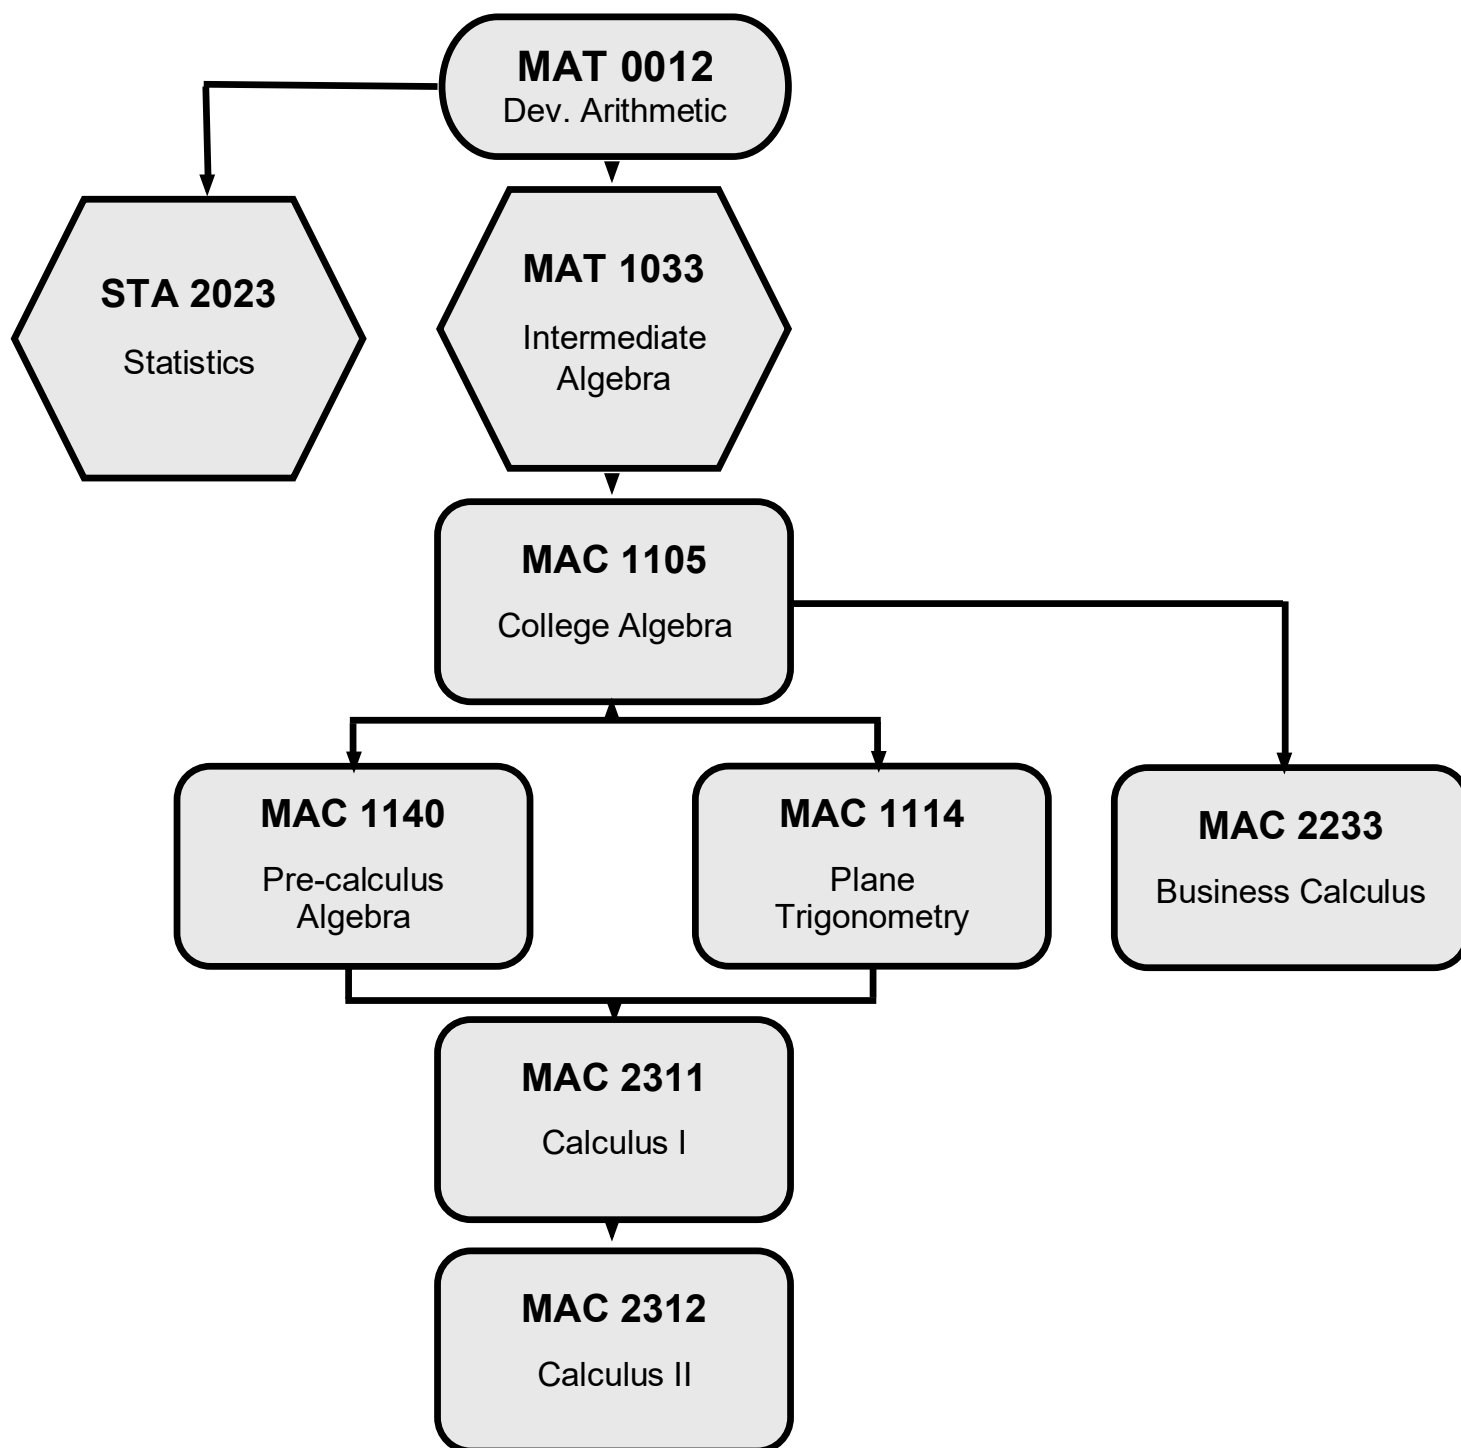 MAT 0012
Dev. Arithmetic
STA 2023
Statistics
MAT 1033
Intermediate
Algebra
MAC 1105
College Algebra
MAC 1140
Pre-calculus
Algebra
MAC 1114
Plane
Trigonometry
MAC 2233
Business Calculus
MAC 2311
Calculus I
MAC 2312
Calculus II